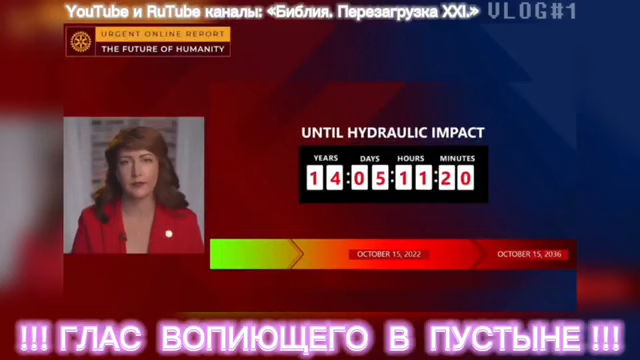 YouTube и RuTube каналы: «Библия. Перезагрузка XXI.» VLOG#1
URGENT ONLINE REPORT
THE FUTURE OF HUMANITY
UNTIL HYDRAULIC IMPACT
YEARS DAYS HOURS MINUTES
14:05:11:20
OCTOBER 15, 2022 OCTOBER 15, 2036
!!! ГЛАС ВОПИЮЩЕГО В ПУСТЫНЕ !!!